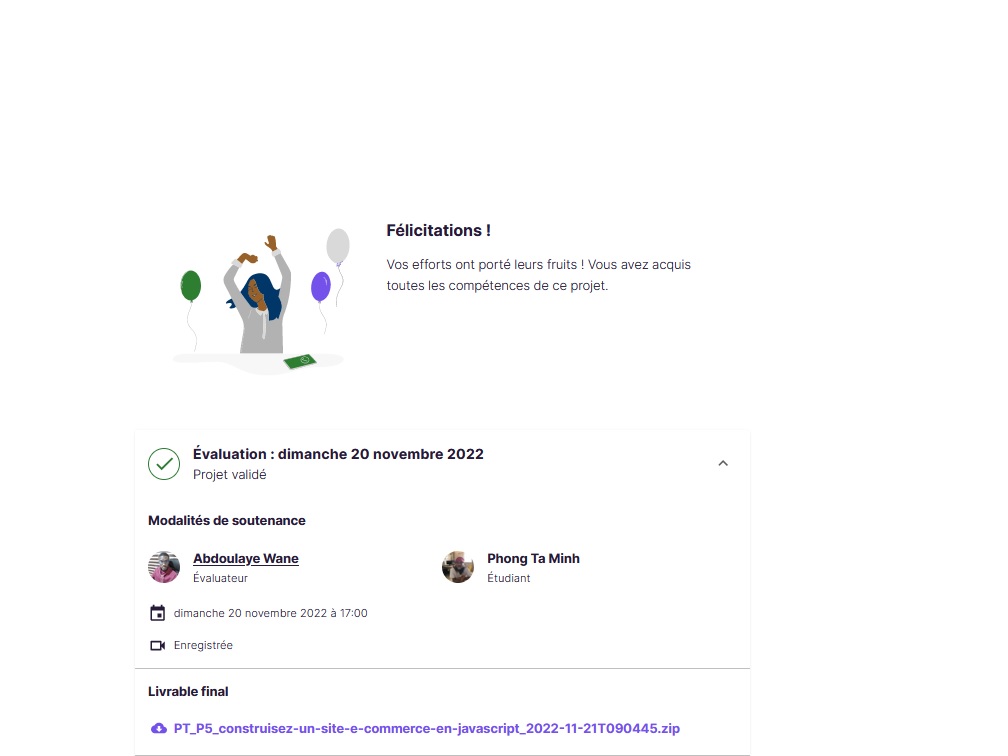 Félicitations !
Vos efforts ont porté leurs fruits ! Vous avez acquis
toutes les compétences de ce projet.
Évaluation : dimanche 20 novembre 2022
Projet validé
Modalités de soutenance
Abdoulaye Wane
Évaluateur
Phong Ta Minh
Étudiant
dimanche 20 novembre 2022 à 17:00
Enregistrée
Livrable final
PT_P5_construisez-un-site-e-commerce-en-javascript_2022-11-21T090445.zip